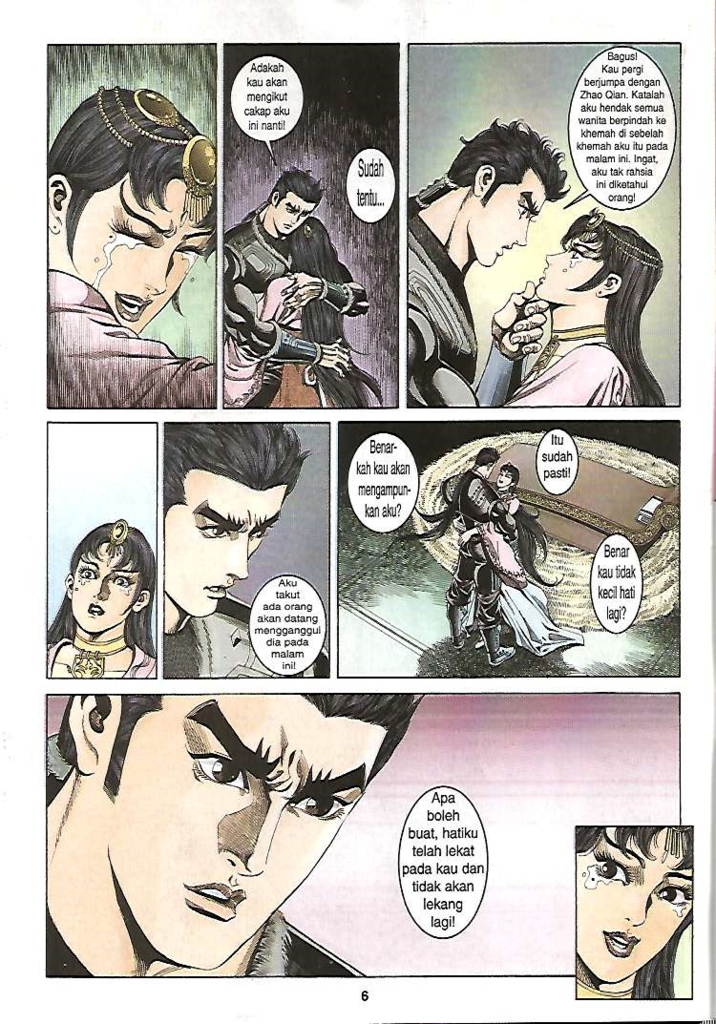 Adakah
kau akan
mengikut
cakap aku
ini nanti!
Sudah
tentu...
Bagus!
Kau pergi
berjumpa dengan
Zhao Qian. Katalah
aku hendak semua
wanita berpindah ke
khemah di sebelah
khemah aku itu pada
malam ini. Ingat,
aku tak rahsia
ini diketahui
orang!
Aku
takut
ada orang
akan datang
mengganggui
dia pada
malam
ini!
Benar-
kah kau akan
mengampun-
kan aku?
Itu
sudah
pasti!
Benar
kau tidak
kecil hati
lagi?
Apa
boleh
buat, hatiku
telah lekat
pada kau dan
tidak akan
lekang
lagi!
6